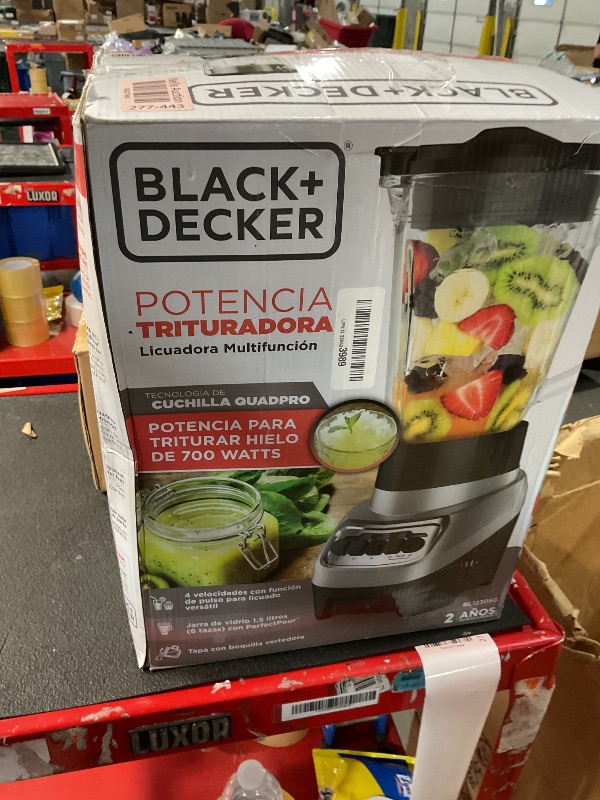 277-443
BLACK+DECKER
LUXOR
BLACK+
DECKER®
POTENCIA
TRITURADORA
Licuadora Multifunción
3989
TECNOLOGÍA DE
CUCHILLA QUADPRO
POTENCIA PARA
TRITURAR HIELO
DE 700 WATTS
4 velocidades con función
de pulso para licuado
versátil
Jarra de vidrio 1.5 litros
(6 tazas) con PerfectPour
Tapa con boquilla vertedora
BL1230SG
2 AÑOS
LUXOR